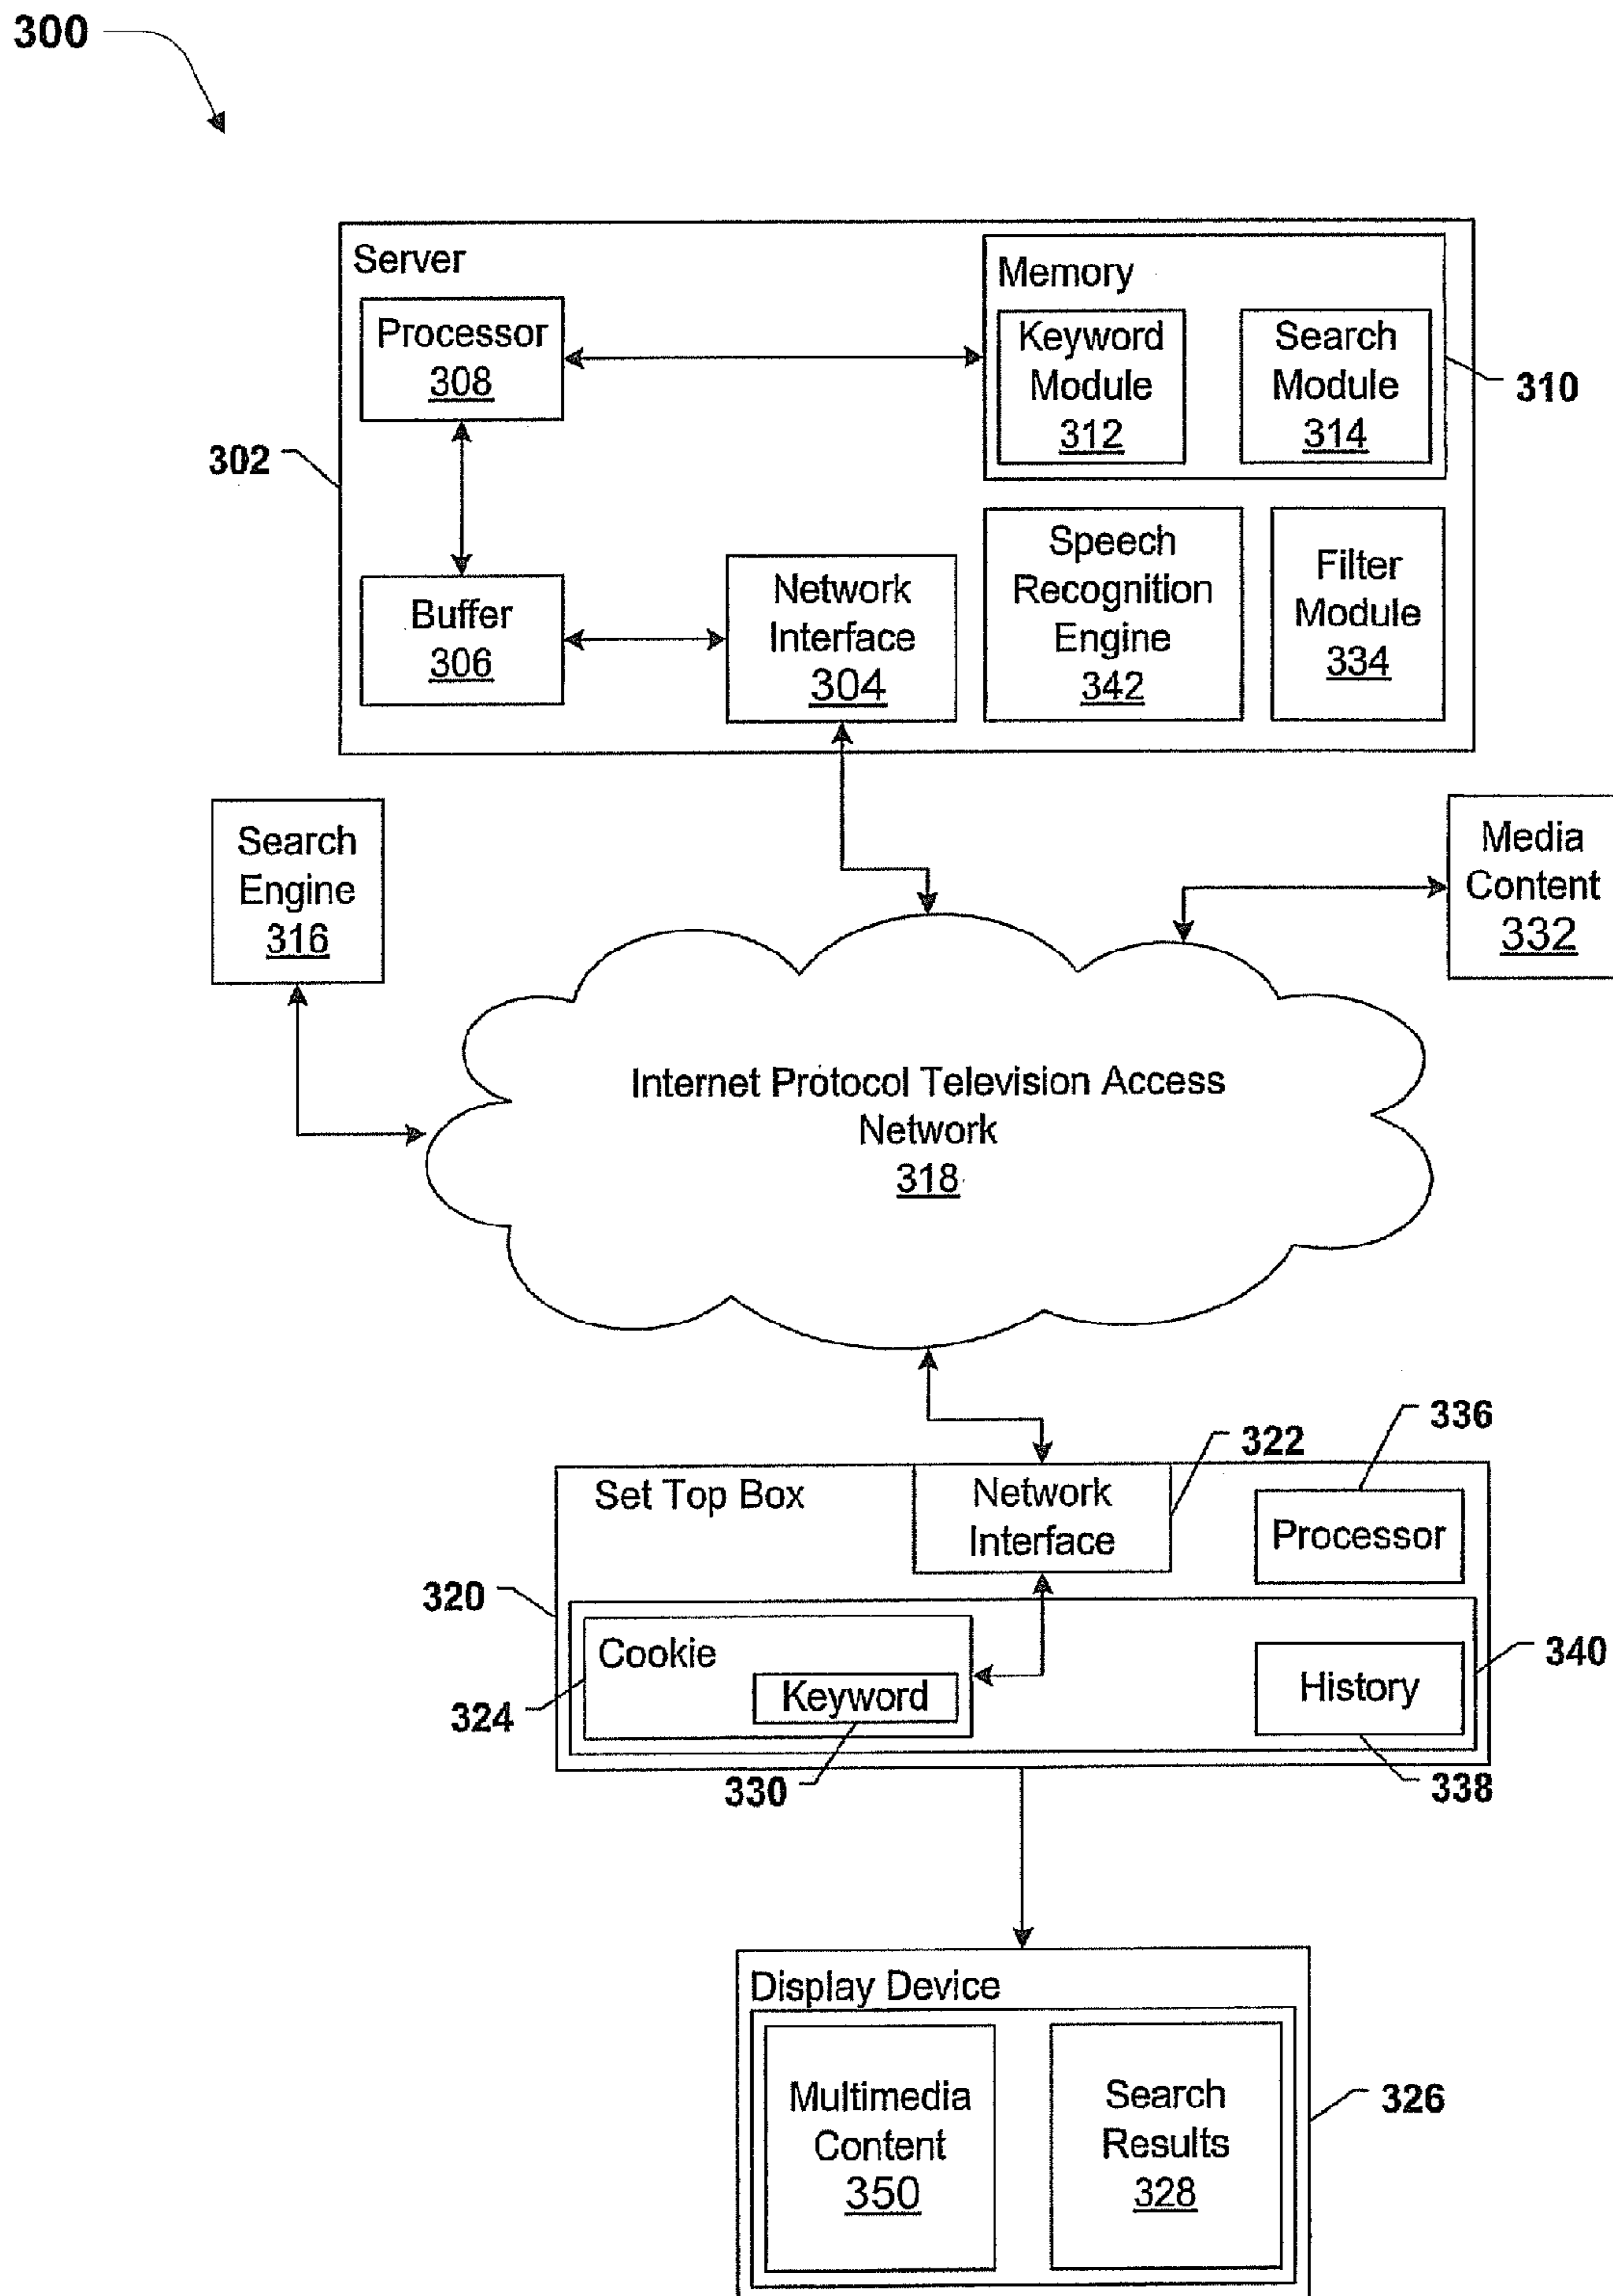 300
Server
Memory
Processor
308
Keyword
Module
312
Search
Module
314
310
302
Buffer
306
Network
Interface
304
Speech
Recognition
Engine
342
Filter
Module
334
Search
Engine
316
Media
Content
332
Internet Protocol Television Access
Network
318
336
322
Set Top Box
Network
Interface
Processor
320
Cookie
Keyword
History
340
324
330
338
Display Device
Multimedia
Content
350
Search
Results
328
326